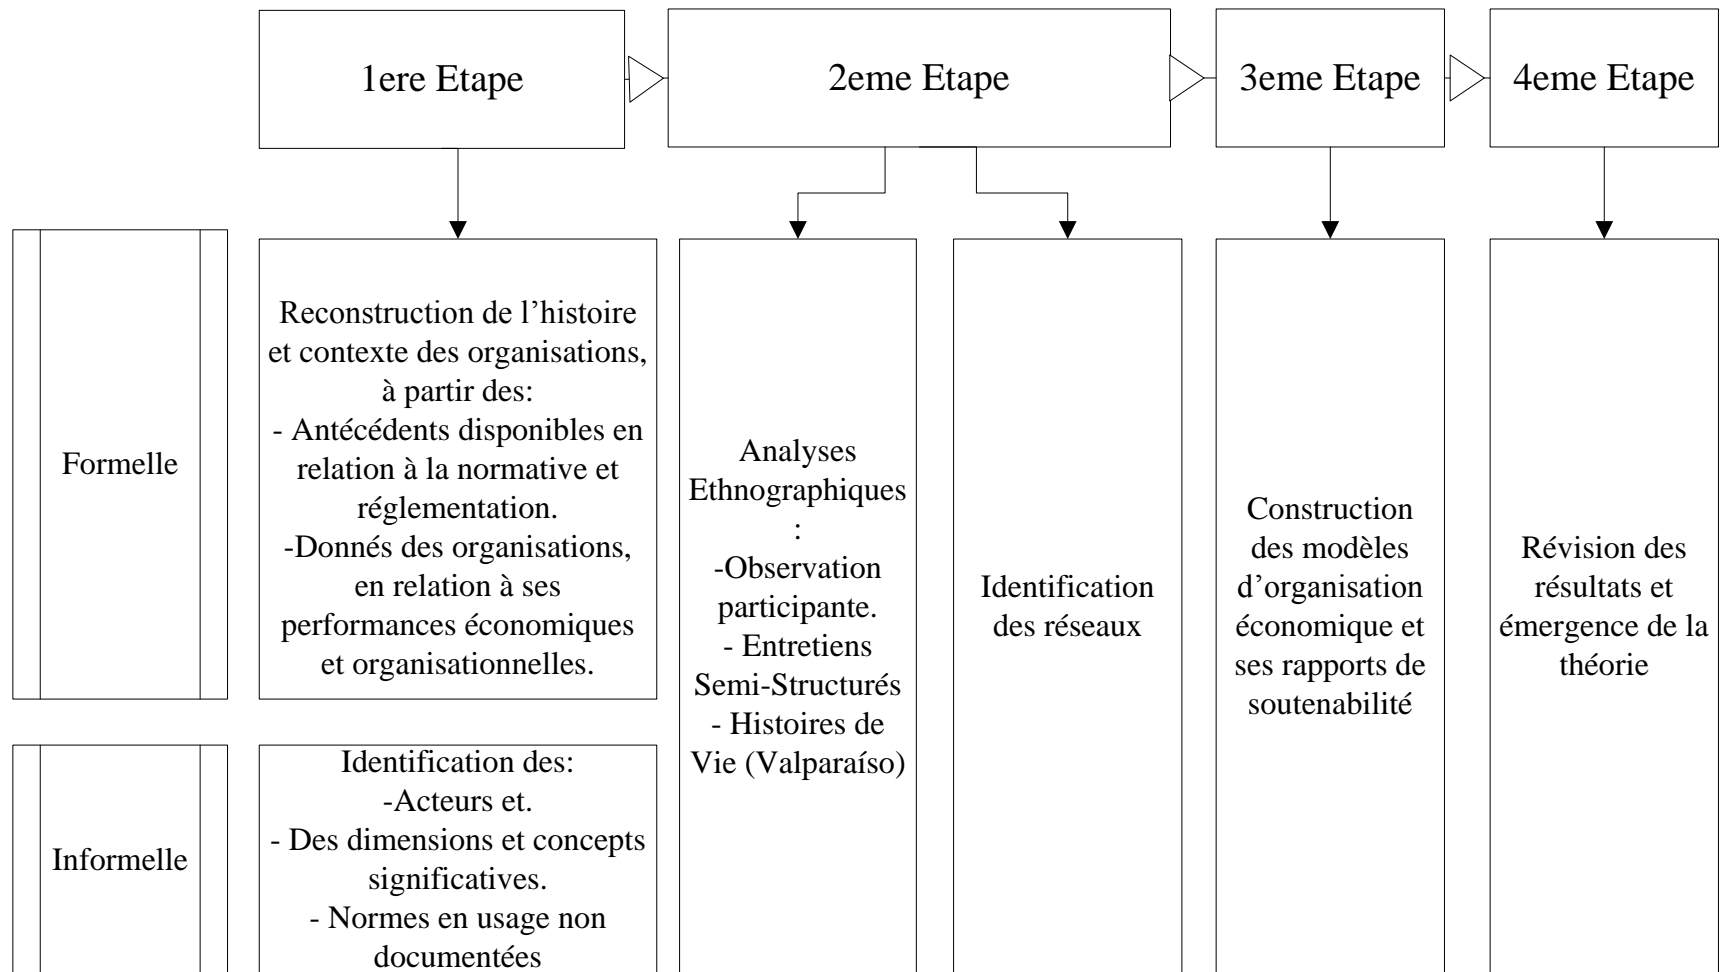 1ere Etape
2eme Etape
3eme Etape
4eme Etape
Formelle
Reconstruction de l’histoire
et contexte des organisations,
à partir des:
- Antécédents disponibles en
relation à la normative et
réglementation.
-Donnés des organisations,
en relation à ses
performances économiques
et organisationnelles.
Analyses
Ethnographiques
:
-Observation
participante.
- Entretiens
Semi-Structurés
- Histoires de
Vie (Valparaíso)
Identification
des réseaux
Construction
des modèles
d’organisation
économique et
ses rapports de
soutenabilité
Révision des
résultats et
émergence de la
théorie
Informelle
Identification des:
-Acteurs et.
- Des dimensions et concepts
significatives.
- Normes en usage non
documentées